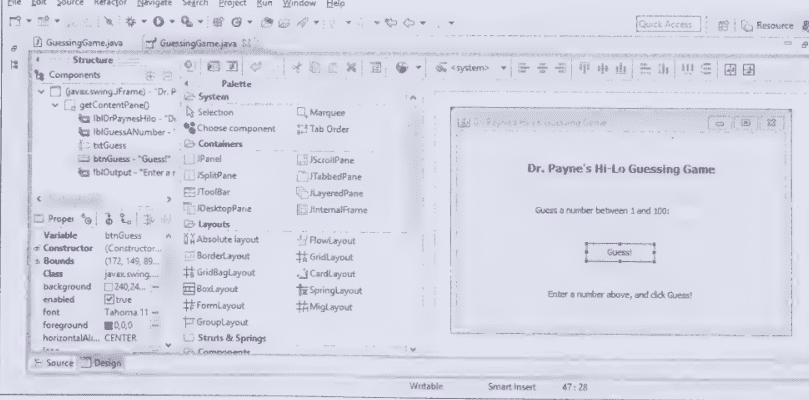 File Edit Source Refactor Navigate Search Project Run Window Help
Quick Access
Resource
GuessingGame.java
GuessingGame.java
Structure
Components
(javax.swing.JFrame) - "Dr. P
getContentPane()
lblDrPaynesHilo - "D
lblGuessANumber - "
txtGuess
btnGuess - "Guess!"
lblOutput - "Enter a n
Proper
Variable btnGuess
Constructor (Constructor...
Bounds (172, 149, 89...
Class javax.swing....
background 240,24...
enabled true
font Tahoma 11
foreground 0,0,0
horizontalAli... CENTER
Source Design
Palette
System
Selection Marquee
Choose component Tab Order
Containers
JPanel JScrollPane
JSplitPane JTabbedPane
JToolBar JLayeredPane
JDesktopPane JInternalFrame
Layouts
Absolute layout FlowLayout
BorderLayout GridLayout
GridBagLayout CardLayout
BoxLayout SpringLayout
FormLayout MigLayout
GroupLayout
Struts & Springs
Components
<system>
Dr. Payne's Hi-Lo Guessing Game
Dr. Payne's Hi-Lo Guessing Game
Guess a number between 1 and 100:
Guess!
Enter a number above, and click Guess!
Writable Smart Insert 47 : 28